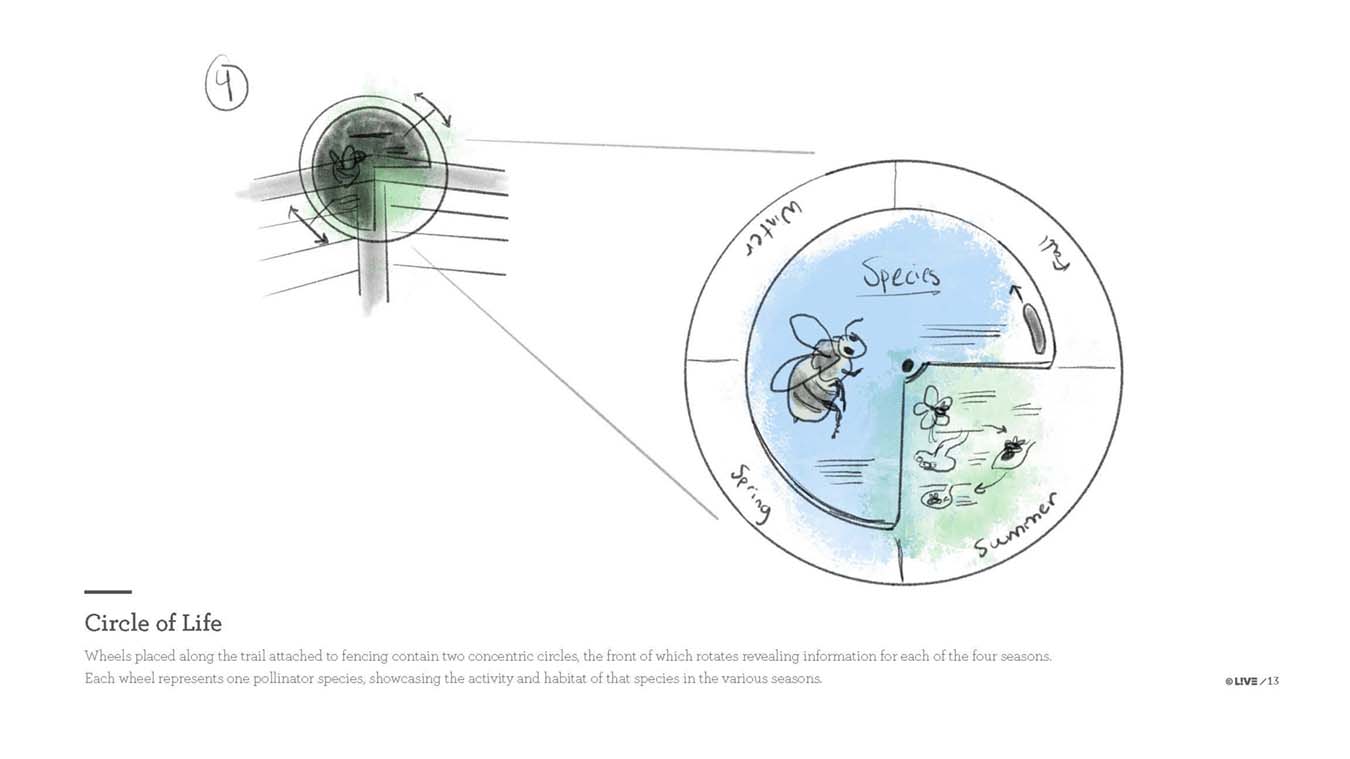 4
Winter
Fall
Species
Spring
Summer
Circle of Life
Wheels placed along the trail attached to fencing contain two concentric circles, the front of which rotates revealing information for each of the four seasons.
Each wheel represents one pollinator species, showcasing the activity and habitat of that species in the various seasons.
© LIVE / 13